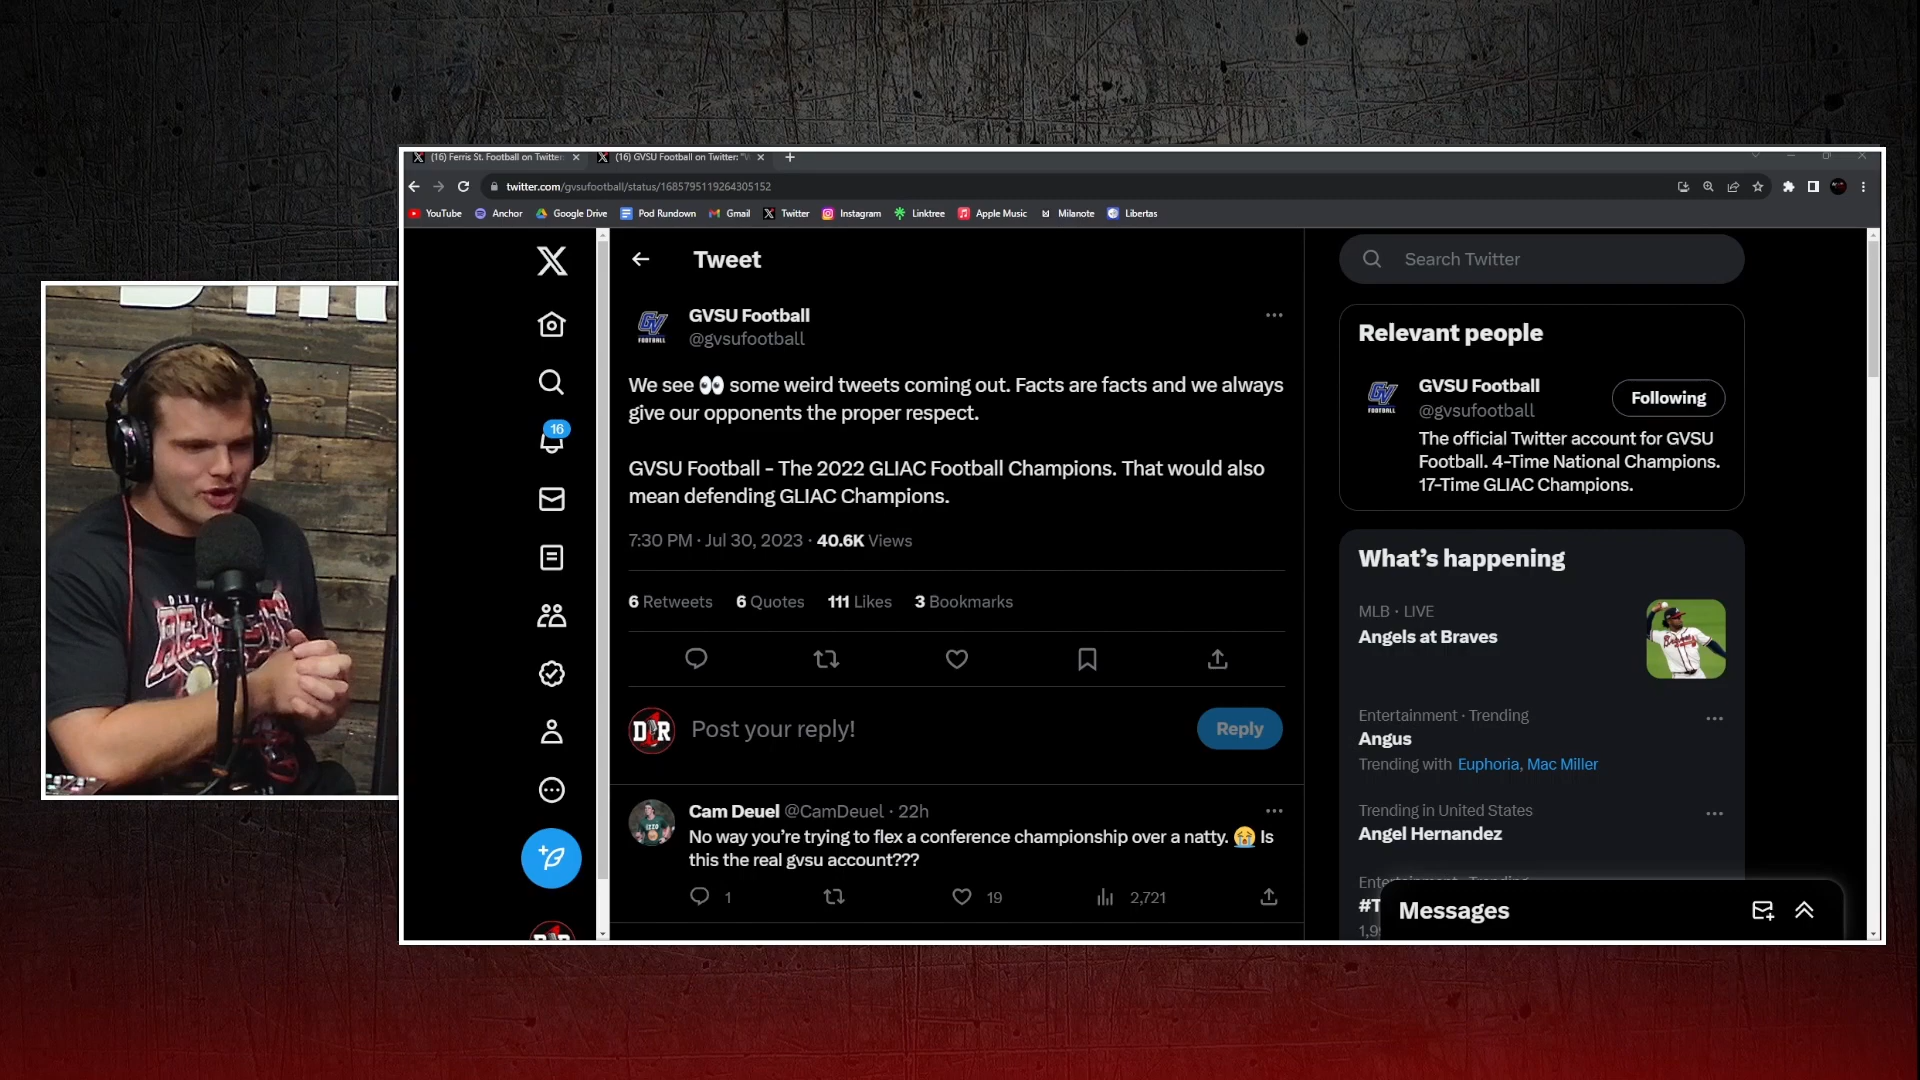 (16) Ferris St. Football on Twitter
(16) GVSU Football on Twitter: "
twitter.com/gvsufootball/status/1685795119264305152
YouTube Anchor Google Drive Pod Rundown Gmail Twitter Instagram Linktree Apple Music Milanote Libertas
Tweet
GVSU Football
@gvsufootball
We see 👀 some weird tweets coming out. Facts are facts and we always
give our opponents the proper respect.
GVSU Football - The 2022 GLIAC Football Champions. That would also
mean defending GLIAC Champions.
7:30 PM · Jul 30, 2023 · 40.6K Views
6 Retweets 6 Quotes 111 Likes 3 Bookmarks
16
D1R
Post your reply!
Reply
Cam Deuel @CamDeuel · 22h
No way you're trying to flex a conference championship over a natty. 😭 Is
this the real gvsu account???
1 19 2,721
Search Twitter
Relevant people
GV
FOOTBALL
GVSU Football
@gvsufootball
Following
The official Twitter account for GVSU
Football. 4-Time National Champions.
17-Time GLIAC Champions.
What's happening
MLB · LIVE
Angels at Braves
Entertainment · Trending
Angus
Trending with Euphoria, Mac Miller
Trending in United States
Angel Hernandez
Entertainment · Trending
#T
1,9
Messages